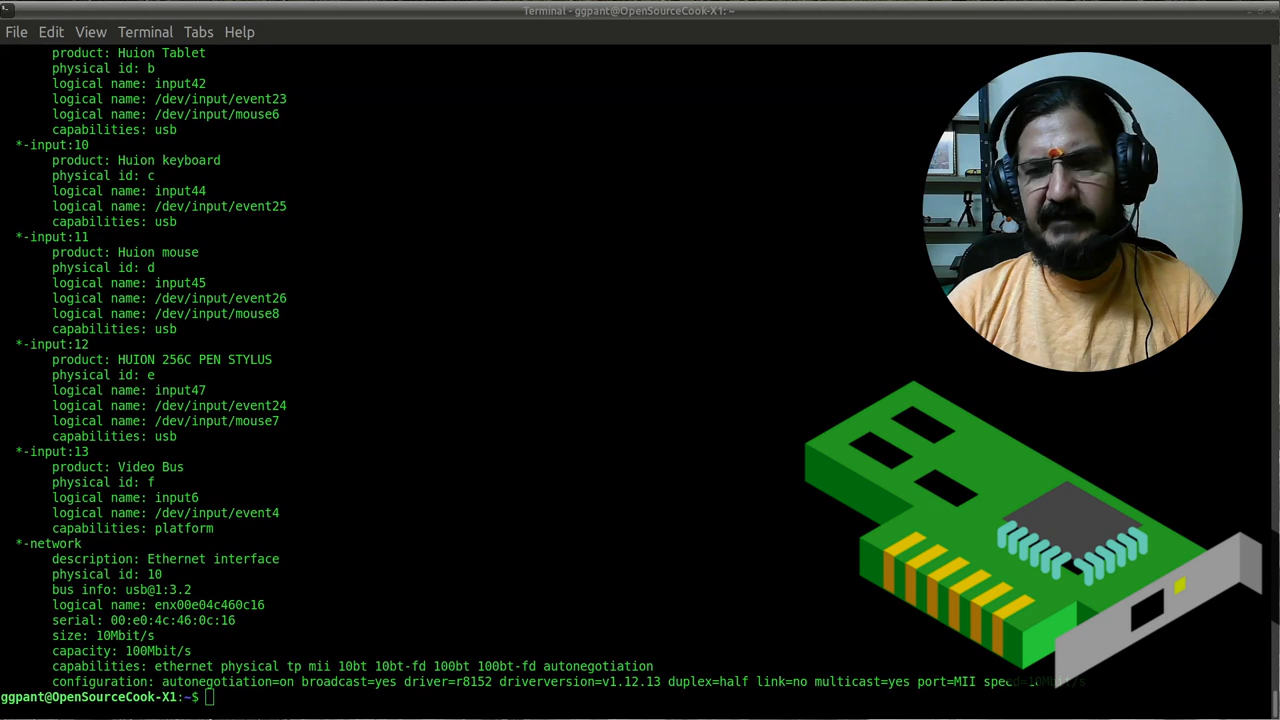 Terminal - ggpant@OpenSourceCook-X1: ~
File Edit View Terminal Tabs Help
product: Huion Tablet
physical id: b
logical name: input42
logical name: /dev/input/event23
logical name: /dev/input/mouse6
capabilities: usb
*-input:10
product: Huion keyboard
physical id: c
logical name: input44
logical name: /dev/input/event25
capabilities: usb
*-input:11
product: Huion mouse
physical id: d
logical name: input45
logical name: /dev/input/event26
logical name: /dev/input/mouse8
capabilities: usb
*-input:12
product: HUION 256C PEN STYLUS
physical id: e
logical name: input47
logical name: /dev/input/event24
logical name: /dev/input/mouse7
capabilities: usb
*-input:13
product: Video Bus
physical id: f
logical name: input6
logical name: /dev/input/event4
capabilities: platform
*-network
description: Ethernet interface
physical id: 10
bus info: usb@1:3.2
logical name: enx00e04c460c16
serial: 00:e0:4c:46:0c:16
size: 10Mbit/s
capacity: 100Mbit/s
capabilities: ethernet physical tp mii 10bt 10bt-fd 100bt 100bt-fd autonegotiation
configuration: autonegotiation=on broadcast=yes driver=r8152 driverversion=v1.12.13 duplex=half link=no multicast=yes port=MII speed=10Mbit/s
ggpant@OpenSourceCook-X1:~$